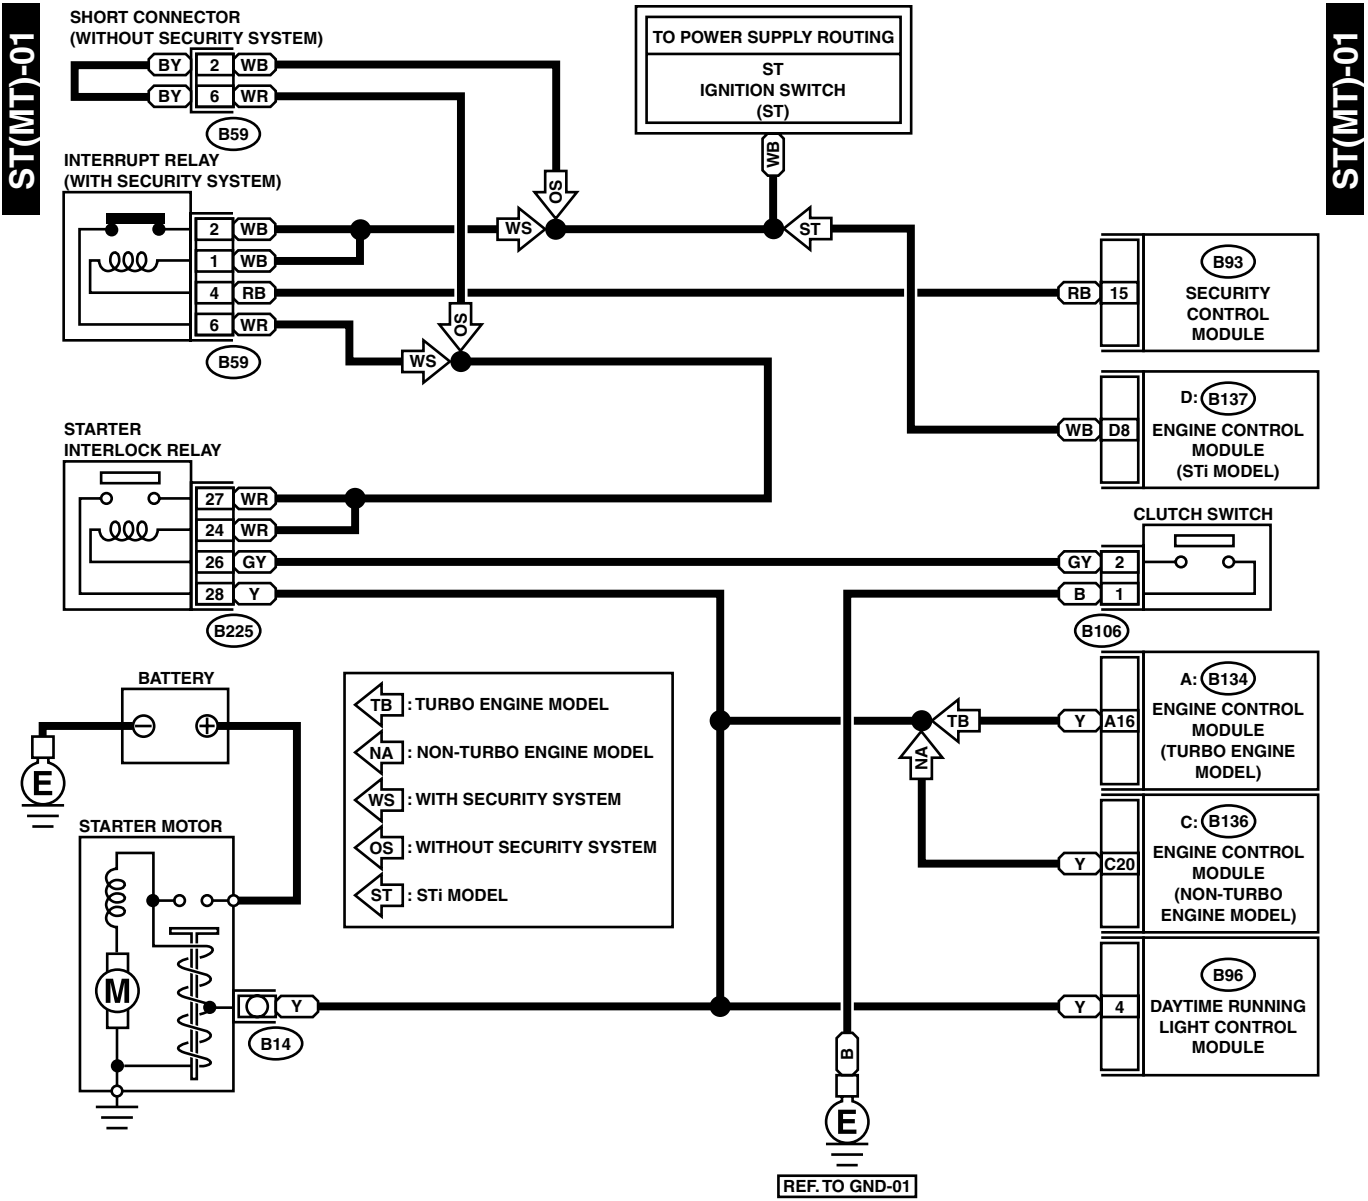 ST(MT)-01
ST(MT)-01
SHORT CONNECTOR
(WITHOUT SECURITY SYSTEM)
BY 2 WB
BY 6 WR
B59
TO POWER SUPPLY ROUTING
ST
IGNITION SWITCH
(ST)
WB
INTERRUPT RELAY
(WITH SECURITY SYSTEM)
2 WB
1 WB
4 RB
6 WR
B59
OS
WS
ST
OS
WS
RB 15
B93
SECURITY
CONTROL
MODULE
WB D8
D: B137
ENGINE CONTROL
MODULE
(STi MODEL)
STARTER
INTERLOCK RELAY
27 WR
24 WR
26 GY
28 Y
B225
CLUTCH SWITCH
GY 2
B 1
B106
BATTERY
E
TB : TURBO ENGINE MODEL
NA : NON-TURBO ENGINE MODEL
WS : WITH SECURITY SYSTEM
OS : WITHOUT SECURITY SYSTEM
ST : STi MODEL
TB
NA
Y A16
A: B134
ENGINE CONTROL
MODULE
(TURBO ENGINE
MODEL)
Y C20
C: B136
ENGINE CONTROL
MODULE
(NON-TURBO
ENGINE MODEL)
STARTER MOTOR
M
Y
B14
Y 4
B96
DAYTIME RUNNING
LIGHT CONTROL
MODULE
B
E
REF. TO GND-01